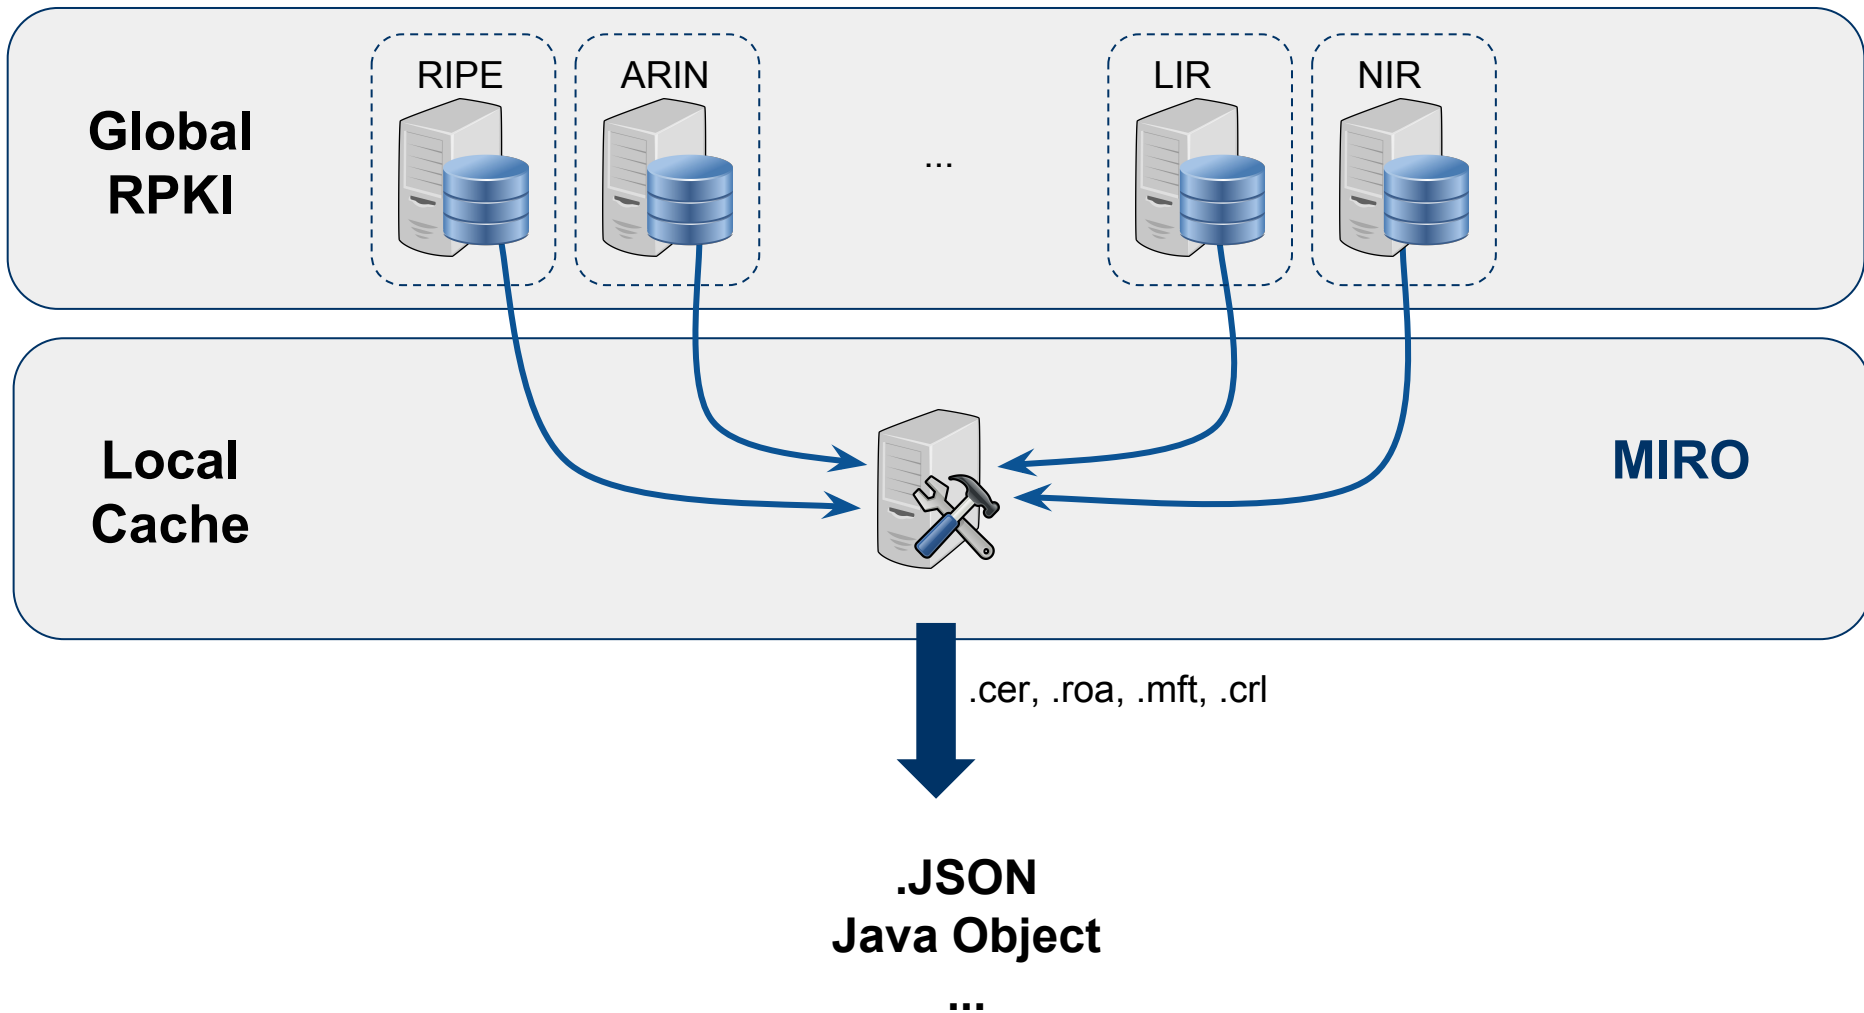 RIPE
ARIN
...
LIR
NIR
Global
RPKI
Local
Cache
MIRO
.cer, .roa, .mft, .crl
.JSON
Java Object
...